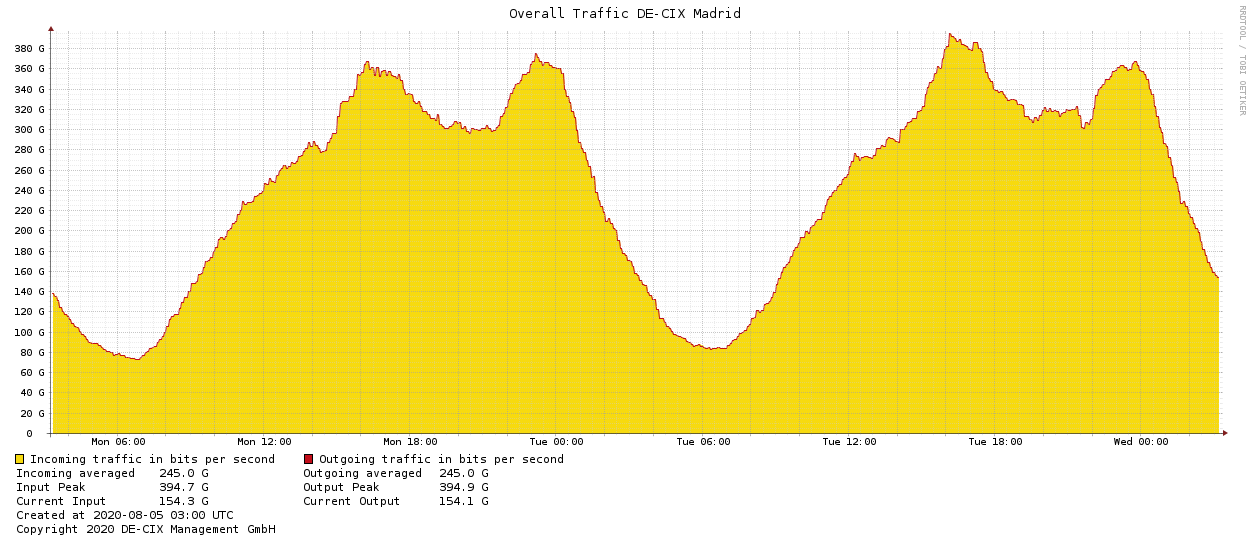 Overall Traffic DE-CIX Madrid
RRDTOOL / TOBI OETIKER
380 G
360 G
340 G
320 G
300 G
280 G
260 G
240 G
220 G
200 G
180 G
160 G
140 G
120 G
100 G
80 G
60 G
40 G
20 G
0
Mon 06:00 Mon 12:00 Mon 18:00 Tue 00:00 Tue 06:00 Tue 12:00 Tue 18:00 Wed 00:00
Incoming traffic in bits per second Outgoing traffic in bits per second
Incoming averaged 245.0 G Outgoing averaged 245.0 G
Input Peak 394.7 G Output Peak 394.9 G
Current Input 154.3 G Current Output 154.1 G
Created at 2020-08-05 03:00 UTC
Copyright 2020 DE-CIX Management GmbH